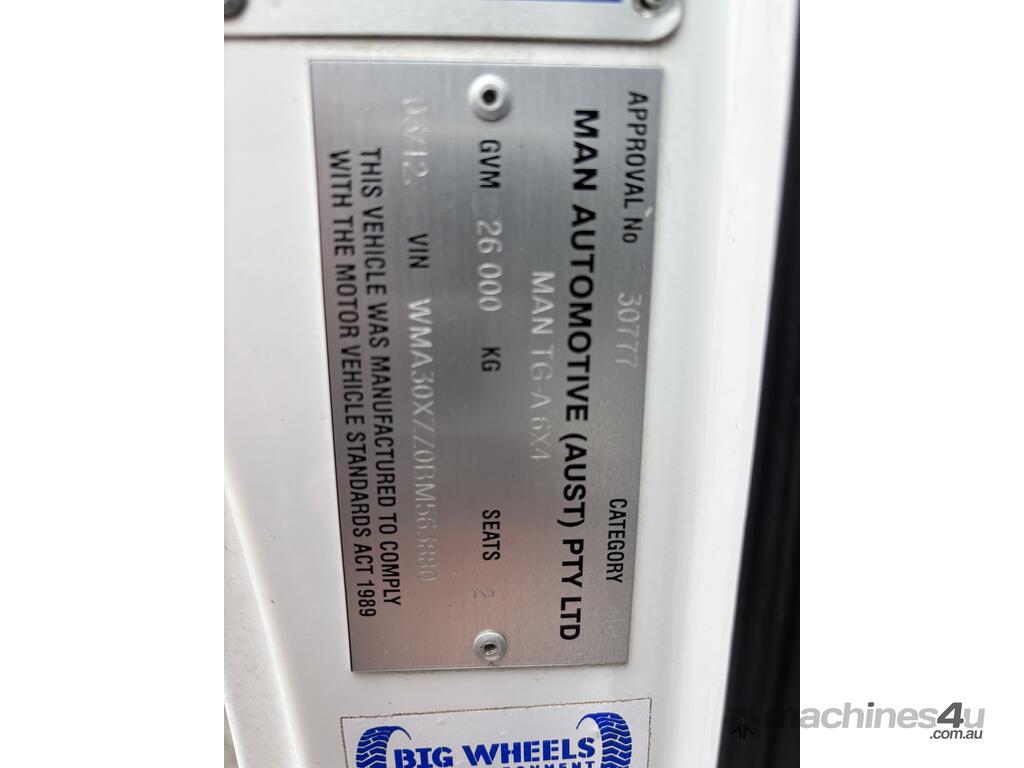 APPROVAL No 30777 CATEGORY
MAN AUTOMOTIVE (AUST) PTY LTD
MAN TG-A 6X4
GVM 26 000 KG SEATS 2
03/12. VIN WMA30XZZ0BM563880
THIS VEHICLE WAS MANUFACTURED TO COMPLY
WITH THE MOTOR VEHICLE STANDARDS ACT 1989
BIG WHEELS
machines4u
.com.au